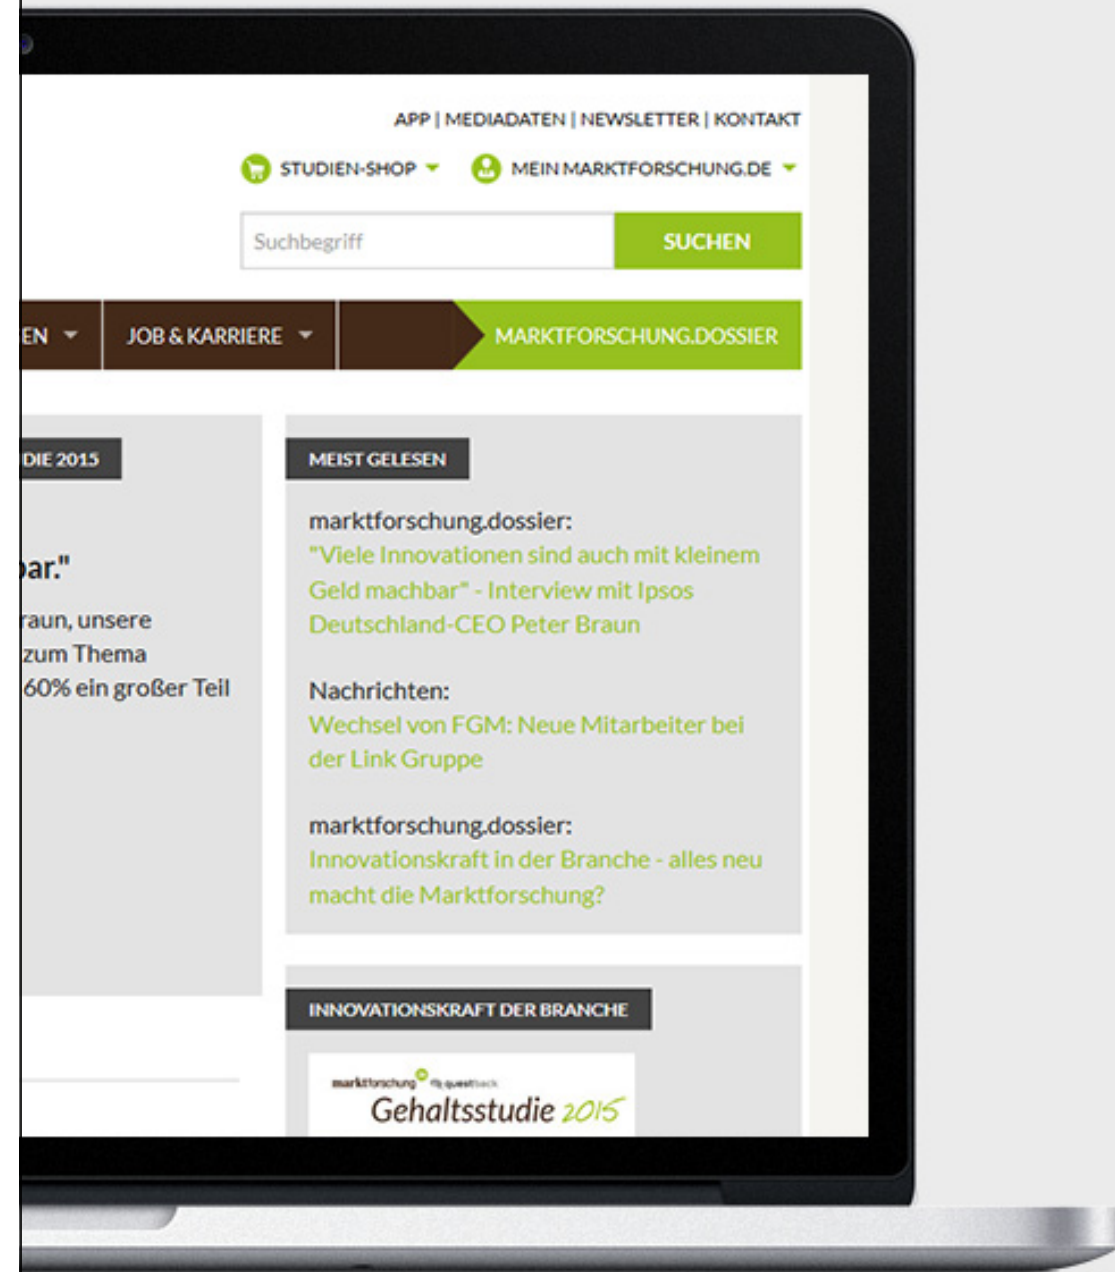 APP | MEDIADATEN | NEWSLETTER | KONTAKT
STUDIEN-SHOP MEIN MARKTFORSCHUNG.DE
Suchbegriff SUCHEN
EN JOB & KARRIERE MARKTFORSCHUNG.DOSSIER
DIE 2015
bar."
raun, unsere
zum Thema
60% ein großer Teil
MEIST GELESEN
marktforschung.dossier:
"Viele Innovationen sind auch mit kleinem
Geld machbar" - Interview mit Ipsos
Deutschland-CEO Peter Braun
Nachrichten:
Wechsel von FGM: Neue Mitarbeiter bei
der Link Gruppe
marktforschung.dossier:
Innovationskraft in der Branche - alles neu
macht die Marktforschung?
INNOVATIONSKRAFT DER BRANCHE
marktforschung questback
Gehaltsstudie 2015